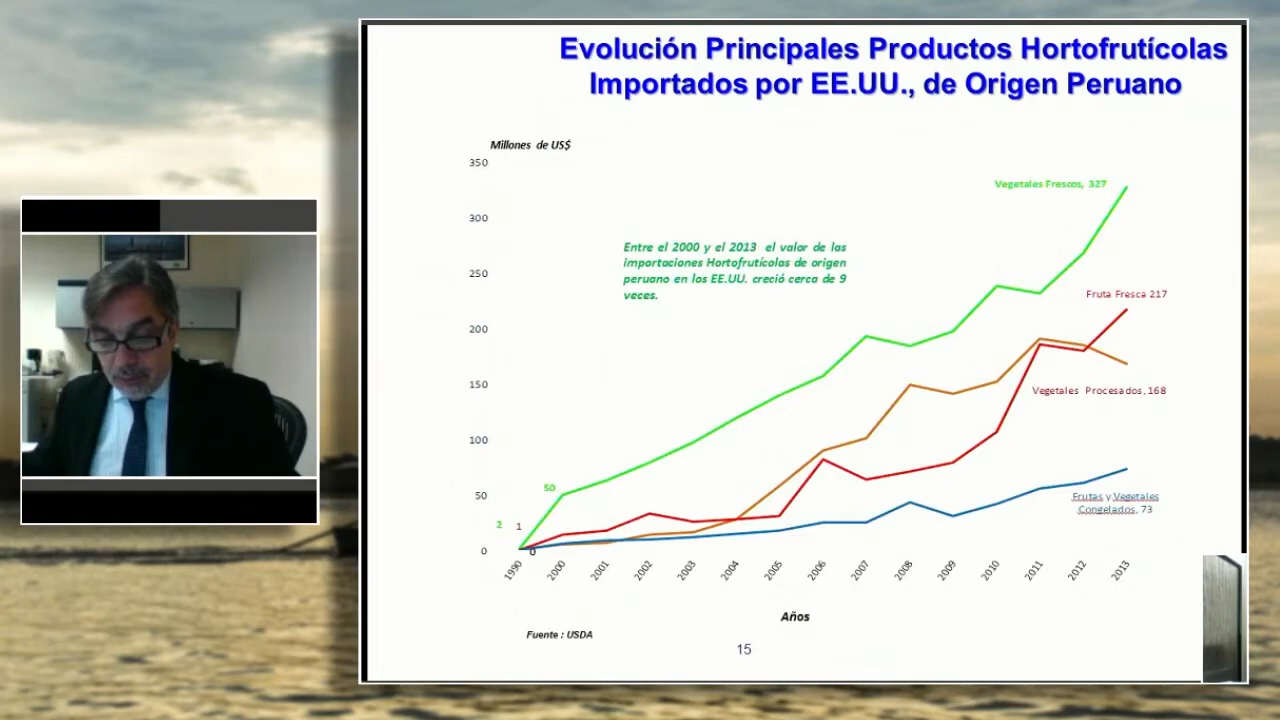 Evolución Principales Productos Hortofrutícolas
Importados por EE.UU., de Origen Peruano
Millones de US$
350
300
250
200
150
100
50
0
Vegetales Frescos, 327
Entre el 2000 y el 2013 el valor de las
importaciones Hortofrutícolas de origen
peruano en los EE.UU. creció cerca de 9
veces.
Fruta Fresca 217
Vegetales Procesados, 168
Frutas y Vegetales
Congelados, 73
50
2
1
0
1990
2000
2001
2002
2003
2004
2005
2006
2007
2008
2009
2010
2011
2012
2013
Años
Fuente : USDA
15